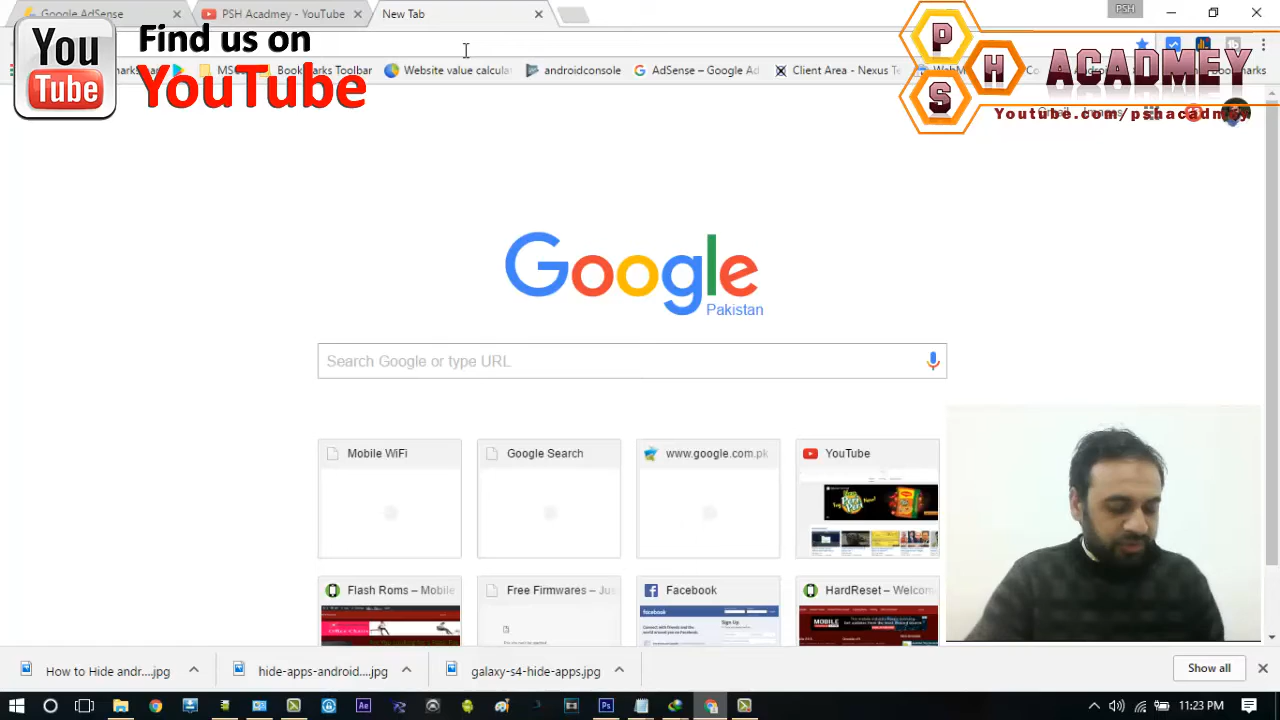 Google AdSense
PSH Acadmey - YouTube
New Tab
PSH
You
Tube
Find us on
YouTube
Bookmarks Toolbar
Website value calcul
androidconsole
AdSense – Google Ad
Client Area - Nexus Te
P
H
S
ACADMEY
Youtube.com/pshacadmey
Google
Pakistan
Search Google or type URL
Mobile WiFi
Google Search
www.google.com.pk
YouTube
Flash Roms – Mobile
Free Firmwares – Jus
Facebook
HardReset – Welcom
How to Hide andr....jpg
hide-apps-android....jpg
galaxy-s4-hide-apps.jpg
Show all
11:23 PM